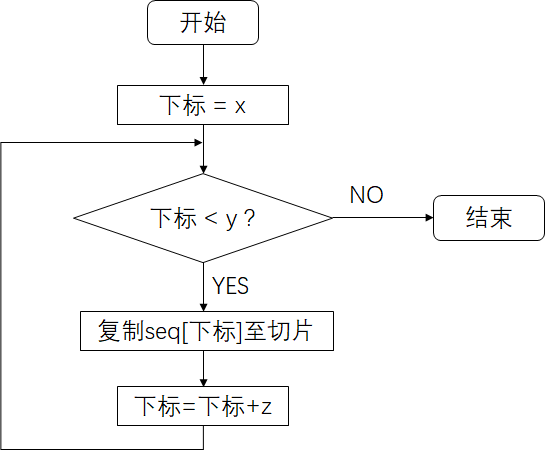 开始
下标 = x
下标 < y ?
NO
结束
YES
复制seq[下标]至切片
下标=下标+z